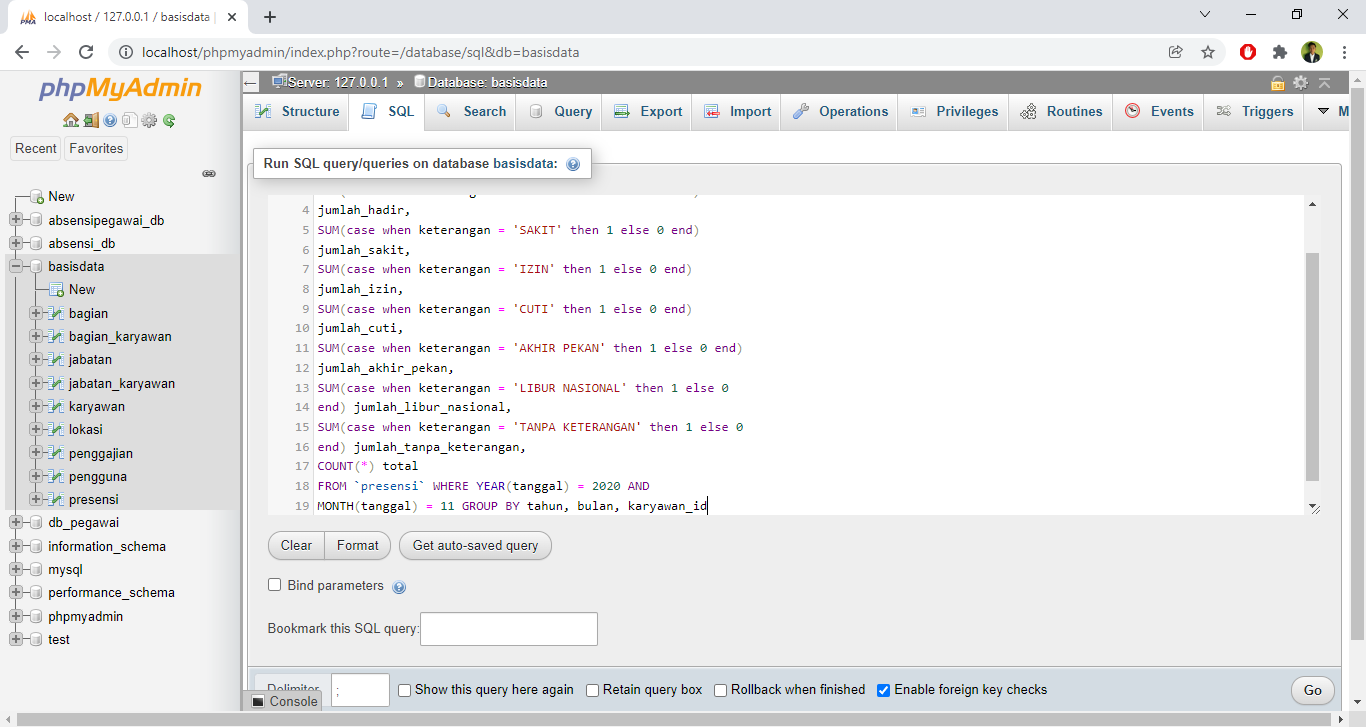 localhost / 127.0.0.1 / basisdata |
localhost/phpmyadmin/index.php?route=/database/sql&db=basisdata
phpMyAdmin
Recent Favorites
New
absensipegawai_db
absensi_db
basisdata
New
bagian
bagian_karyawan
jabatan
jabatan_karyawan
karyawan
lokasi
penggajian
pengguna
presensi
db_pegawai
information_schema
mysql
performance_schema
phpmyadmin
test
Server: 127.0.0.1 » Database: basisdata
Structure SQL Search Query Export Import Operations Privileges Routines Events Triggers M
Run SQL query/queries on database basisdata:
4 jumlah_hadir,
5 SUM(case when keterangan = 'SAKIT' then 1 else 0 end)
6 jumlah_sakit,
7 SUM(case when keterangan = 'IZIN' then 1 else 0 end)
8 jumlah_izin,
9 SUM(case when keterangan = 'CUTI' then 1 else 0 end)
10 jumlah_cuti,
11 SUM(case when keterangan = 'AKHIR PEKAN' then 1 else 0 end)
12 jumlah_akhir_pekan,
13 SUM(case when keterangan = 'LIBUR NASIONAL' then 1 else 0
14 end) jumlah_libur_nasional,
15 SUM(case when keterangan = 'TANPA KETERANGAN' then 1 else 0
16 end) jumlah_tanpa_keterangan,
17 COUNT(*) total
18 FROM `presensi` WHERE YEAR(tanggal) = 2020 AND
19 MONTH(tanggal) = 11 GROUP BY tahun, bulan, karyawan_id
Clear Format Get auto-saved query
Bind parameters
Bookmark this SQL query:
Delimiter ; Show this query here again Retain query box Rollback when finished Enable foreign key checks Go
Console